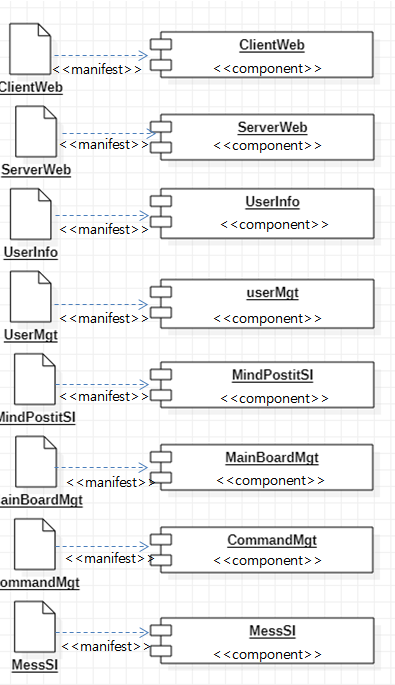 ClientWeb
<<component>>
<<manifest>>
ClientWeb
ServerWeb
<<manifest>>
<<component>>
ServerWeb
UserInfo
<<component>>
<<manifest>>
UserInfo
userMgt
<<manifest>>
<<component>>
UserMgt
MindPostitSI
<<manifest>>
<<component>>
MindPostitSI
MainBoardMgt
<<manifest>>
<<component>>
ainBoardMgt
CommandMgt
<<manifest>>
<<component>>
ommandMgt
MessSI
<<manifest>>
<<component>>
MessSI